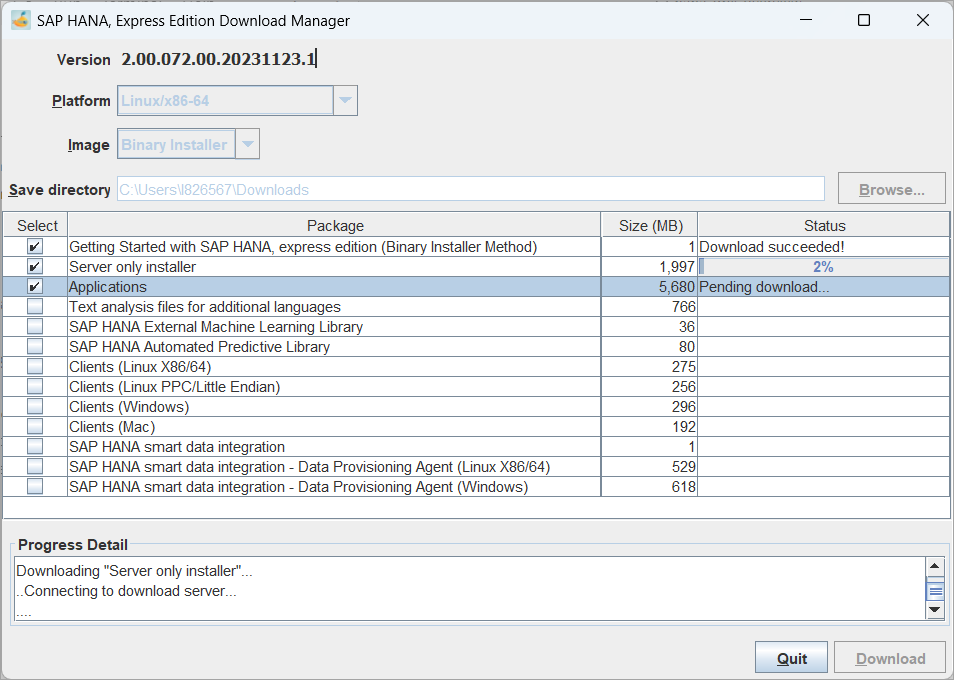 SAP HANA, Express Edition Download Manager
Version 2.00.072.00.20231123.1
Platform Linux/x86-64
Image Binary Installer
Save directory C:\Users\I826567\Downloads Browse...
Select Package Size (MB) Status
Getting Started with SAP HANA, express edition (Binary Installer Method) 1 Download succeeded!
Server only installer 1,997 2%
Applications 5,680 Pending download...
Text analysis files for additional languages 766
SAP HANA External Machine Learning Library 36
SAP HANA Automated Predictive Library 80
Clients (Linux X86/64) 275
Clients (Linux PPC/Little Endian) 256
Clients (Windows) 296
Clients (Mac) 192
SAP HANA smart data integration 1
SAP HANA smart data integration - Data Provisioning Agent (Linux X86/64) 529
SAP HANA smart data integration - Data Provisioning Agent (Windows) 618
Progress Detail
Downloading "Server only installer"...
..Connecting to download server...
....
Quit Download